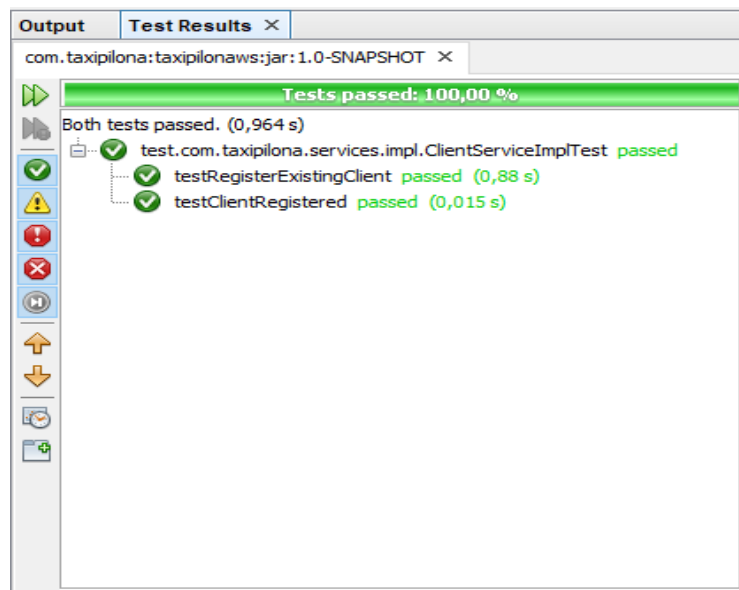 Output Test Results
com.taxipilona:taxipilonaws:jar:1.0-SNAPSHOT
Tests passed: 100,00 %
Both tests passed. (0,964 s)
test.com.taxipilona.services.impl.ClientServiceImplTest passed
testRegisterExistingClient passed (0,88 s)
testClientRegistered passed (0,015 s)